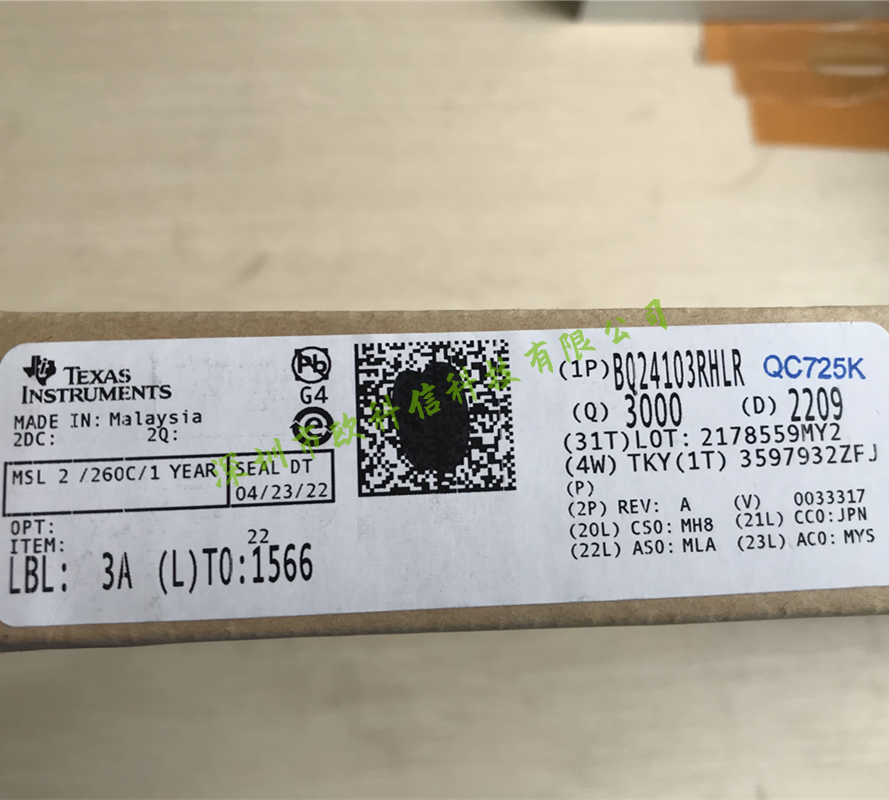 TEXAS
INSTRUMENTS
MADE IN: Malaysia
2DC: 2Q:
MSL 2 /260C/1 YEAR
SEAL DT
04/23/22
OPT:
ITEM: 22
LBL: 3A (L)TO:1566
Pb
G4
e
(1P) BQ24103RHLR QC725K
(Q) 3000 (D) 2209
(31T)LOT: 2178559MY2
(4W) TKY(1T) 3597932ZFJ
(P)
(2P) REV: A (V) 0033317
(20L) CSO: MH8 (21L) CCO:JPN
(22L) ASO: MLA (23L) ACO: MYS
深圳市欧科信科技有限公司